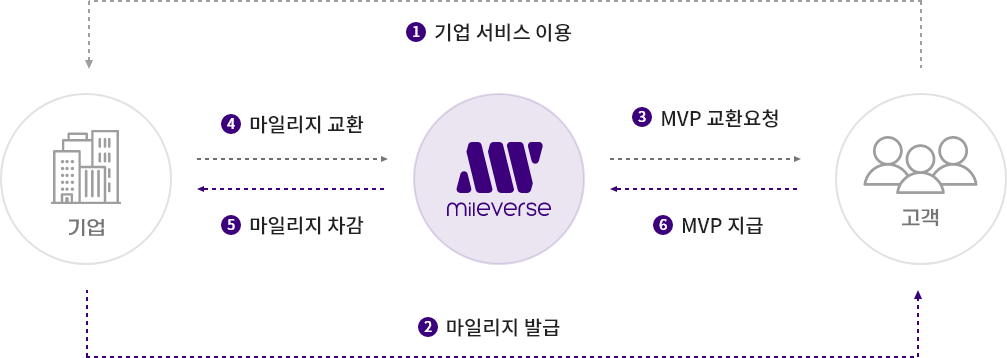 1 기업 서비스 이용
4 마일리지 교환
3 MVP 교환요청
기업
mileverse
고객
5 마일리지 차감
6 MVP 지급
2 마일리지 발급